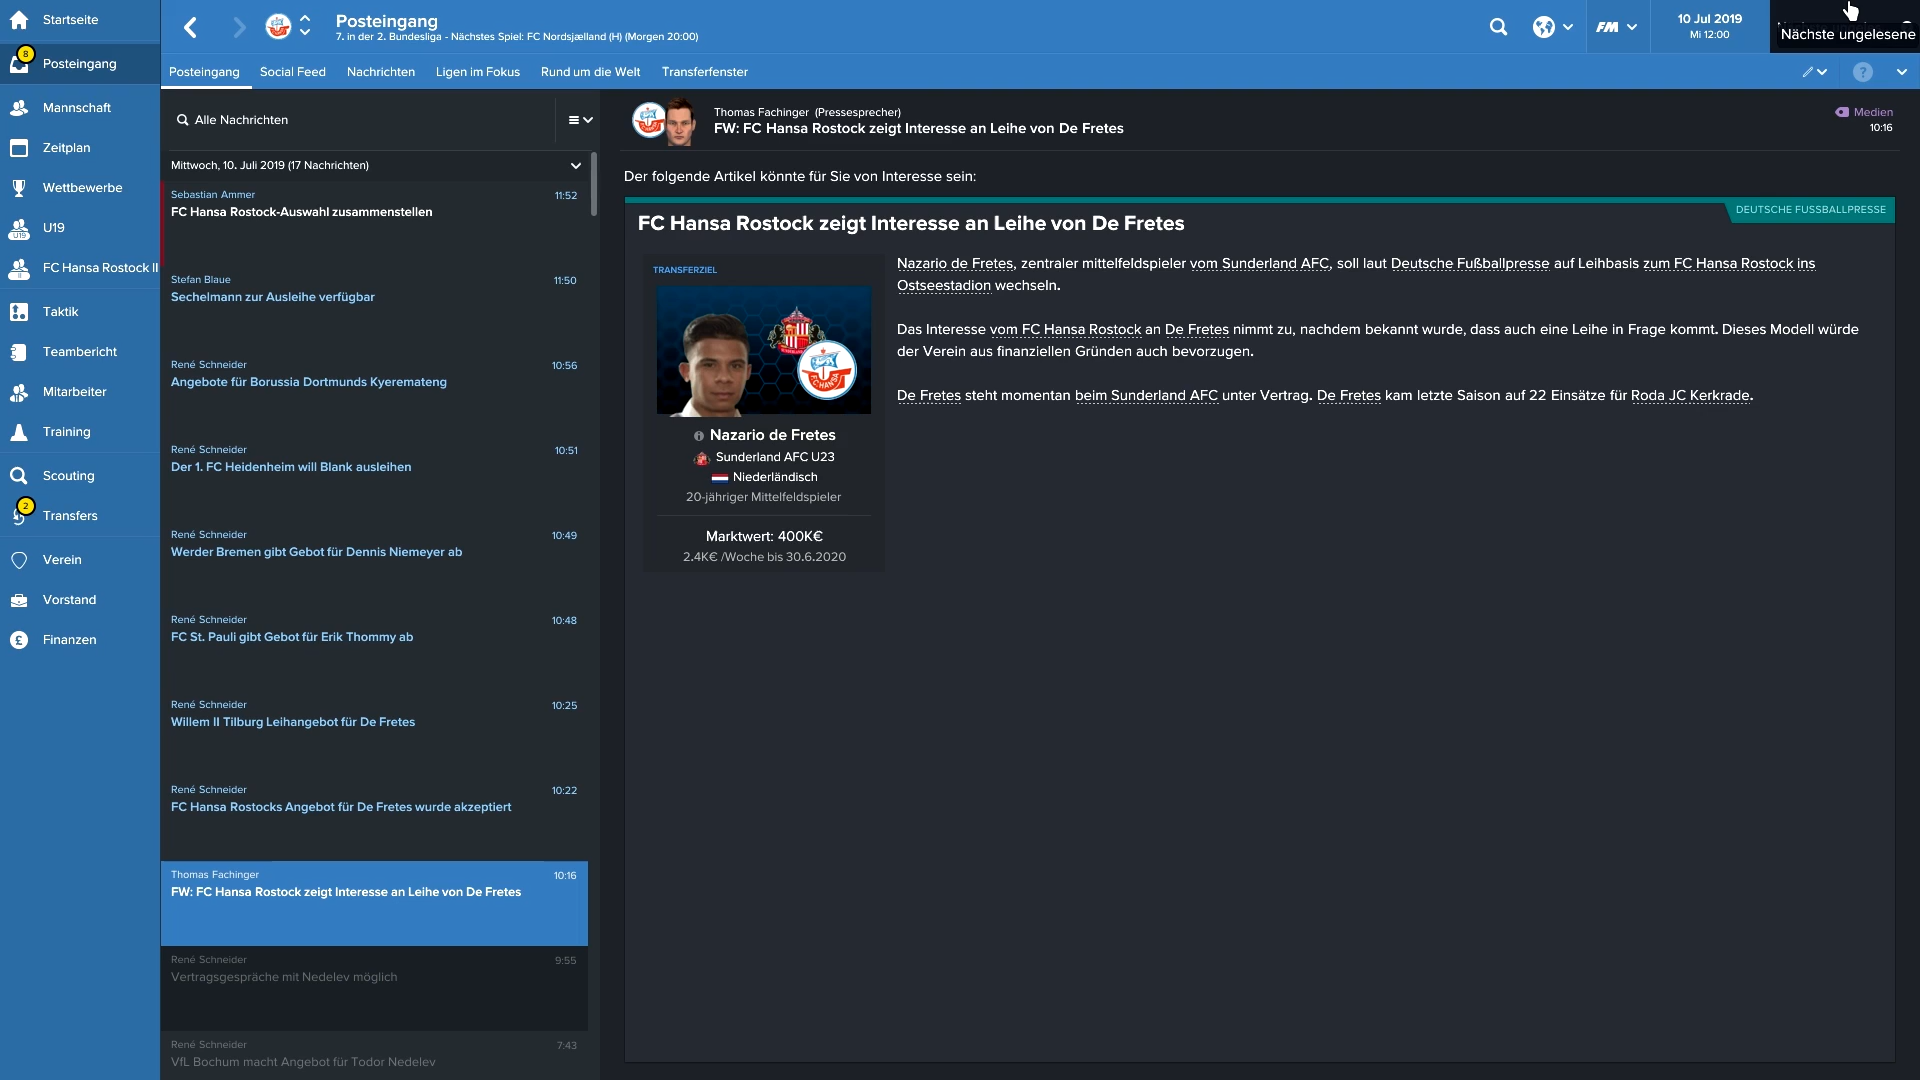 Startseite
8
Posteingang
Mannschaft
Zeitplan
Wettbewerbe
U19
U19
FC Hansa Rostock II
II
Taktik
Teambericht
Mitarbeiter
Training
Scouting
2
Transfers
Verein
Vorstand
Finanzen
Posteingang
7. in der 2. Bundesliga - Nächstes Spiel: FC Nordsjælland (H) (Morgen 20:00)
FM
10 Jul 2019
Mi 12:00
Nächste ungelesene
Posteingang
Social Feed
Nachrichten
Ligen im Fokus
Rund um die Welt
Transferfenster
?
Alle Nachrichten
Mittwoch, 10. Juli 2019 (17 Nachrichten)
Sebastian Ammer 11:52
FC Hansa Rostock-Auswahl zusammenstellen
Stefan Blaue 11:50
Sechelmann zur Ausleihe verfügbar
René Schneider 10:56
Angebote für Borussia Dortmunds Kyeremateng
René Schneider 10:51
Der 1. FC Heidenheim will Blank ausleihen
René Schneider 10:49
Werder Bremen gibt Gebot für Dennis Niemeyer ab
René Schneider 10:48
FC St. Pauli gibt Gebot für Erik Thommy ab
René Schneider 10:25
Willem II Tilburg Leihangebot für De Fretes
René Schneider 10:22
FC Hansa Rostocks Angebot für De Fretes wurde akzeptiert
Thomas Fachinger 10:16
FW: FC Hansa Rostock zeigt Interesse an Leihe von De Fretes
René Schneider 9:55
Vertragsgespräche mit Nedelev möglich
René Schneider 7:43
VfL Bochum macht Angebot für Todor Nedelev
Thomas Fachinger (Pressesprecher)
FW: FC Hansa Rostock zeigt Interesse an Leihe von De Fretes
Medien
10:16
Der folgende Artikel könnte für Sie von Interesse sein:
DEUTSCHE FUSSBALLPRESSE
FC Hansa Rostock zeigt Interesse an Leihe von De Fretes
TRANSFERZIEL
F.C. HANSA
Nazario de Fretes
Sunderland AFC U23
Niederländisch
20-jähriger Mittelfeldspieler
Marktwert: 400K€
2.4K€ /Woche bis 30.6.2020
Nazario de Fretes, zentraler mittelfeldspieler vom Sunderland AFC, soll laut Deutsche Fußballpresse auf Leihbasis zum FC Hansa Rostock ins
Ostseestadion wechseln.
Das Interesse vom FC Hansa Rostock an De Fretes nimmt zu, nachdem bekannt wurde, dass auch eine Leihe in Frage kommt. Dieses Modell würde
der Verein aus finanziellen Gründen auch bevorzugen.
De Fretes steht momentan beim Sunderland AFC unter Vertrag. De Fretes kam letzte Saison auf 22 Einsätze für Roda JC Kerkrade.